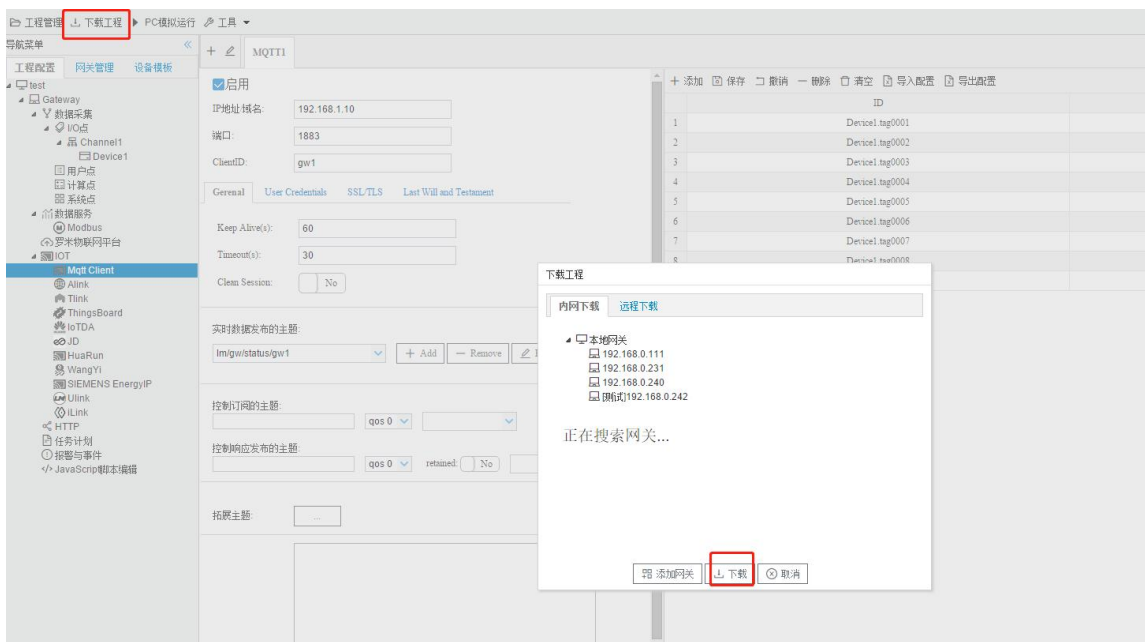 工程管理 下载工程 PC模拟运行 工具
导航菜单
工程配置 网关管理 设备模板
test
Gateway
数据采集
I/O点
Channel1
Device1
用户点
计算点
系统点
数据服务
Modbus
罗米物联网平台
IOT
Mqtt Client
Alink
Tlink
ThingsBoard
IoTDA
JD
HuaRun
WangYi
SIEMENS EnergyIP
Ulink
iLink
HTTP
任务计划
报警与事件
JavaScript脚本编辑
MQTT1
启用
IP地址/域名: 192.168.1.10
端口: 1883
ClientID: gw1
Gerenal User Credentials SSL/TLS Last Will and Testament
Keep Alive(s): 60
Timeout(s): 30
Clean Session: No
实时数据发布的主题:
lm/gw/status/gw1 + Add — Remove
控制订阅的主题:
qos 0
控制响应发布的主题:
qos 0 retained: No
拓展主题: ...
+ 添加 保存 撤销 — 删除 清空 导入配置 导出配置
ID
1 Device1.tag0001
2 Device1.tag0002
3 Device1.tag0003
4 Device1.tag0004
5 Device1.tag0005
6 Device1.tag0006
7 Device1.tag0007
8 Device1.tag0008
下载工程
内网下载 远程下载
本地网关
192.168.0.111
192.168.0.231
192.168.0.240
[测试]192.168.0.242
正在搜索网关...
添加网关 下载 取消